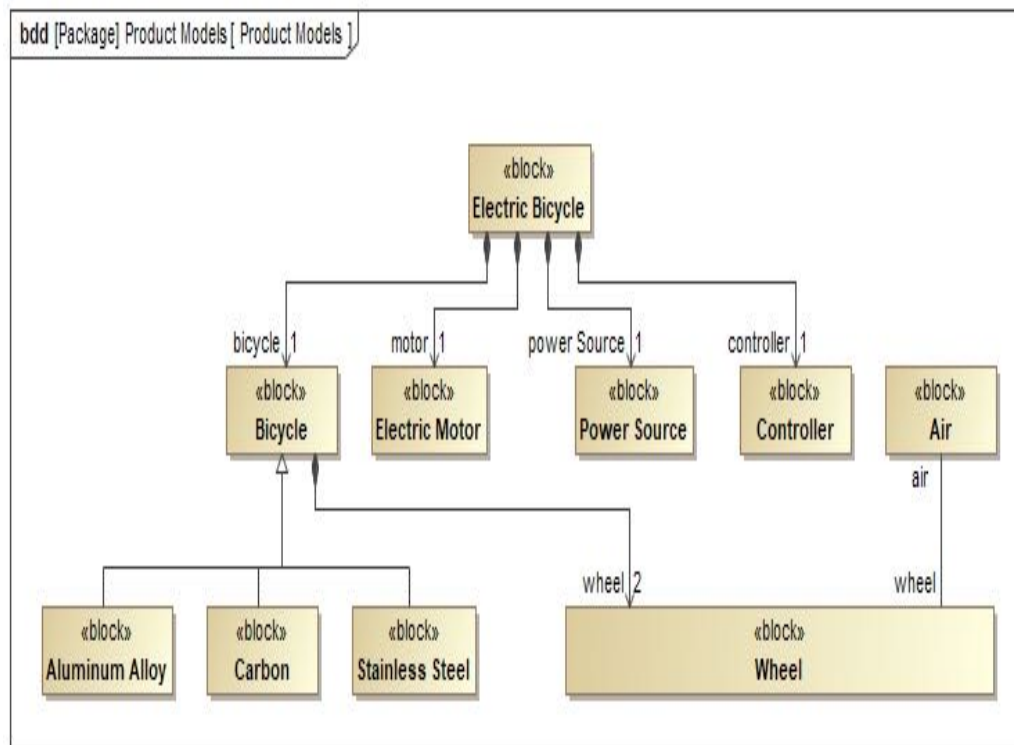 bdd [Package] Product Models [ Product Models ]
«block»
Electric Bicycle
bicycle 1
motor 1
power Source 1
controller 1
«block»
Bicycle
«block»
Electric Motor
«block»
Power Source
«block»
Controller
«block»
Air
air
wheel 2
wheel
«block»
Aluminum Alloy
«block»
Carbon
«block»
Stainless Steel
«block»
Wheel